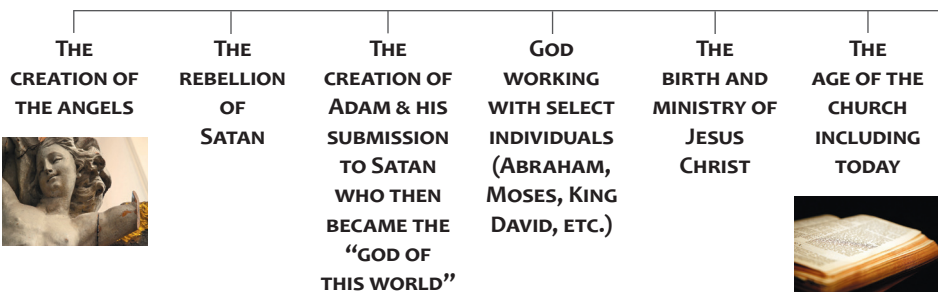 The
creation of
the angels
The
rebellion
of
Satan
The
creation of
Adam & his
submission
to Satan
who then
became the
“god of
this world”
God
working
with select
individuals
(Abraham,
Moses, King
David, etc.)
The
birth and
ministry of
Jesus
Christ
The
age of the
church
including
today